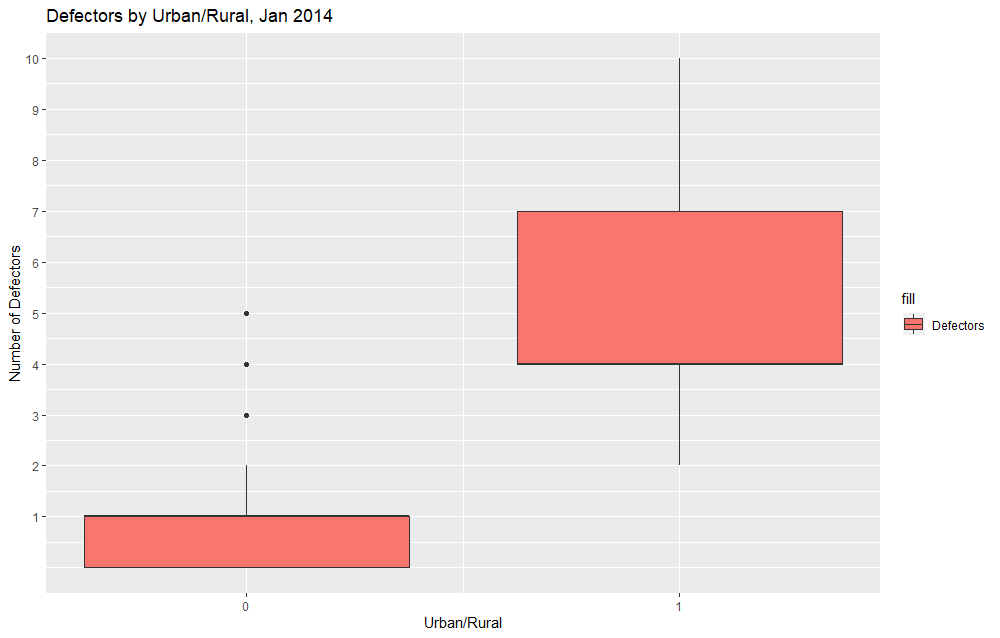 Defectors by Urban/Rural, Jan 2014
Number of Defectors
10
9
8
7
6
5
4
3
2
1
0
1
Urban/Rural
fill
Defectors